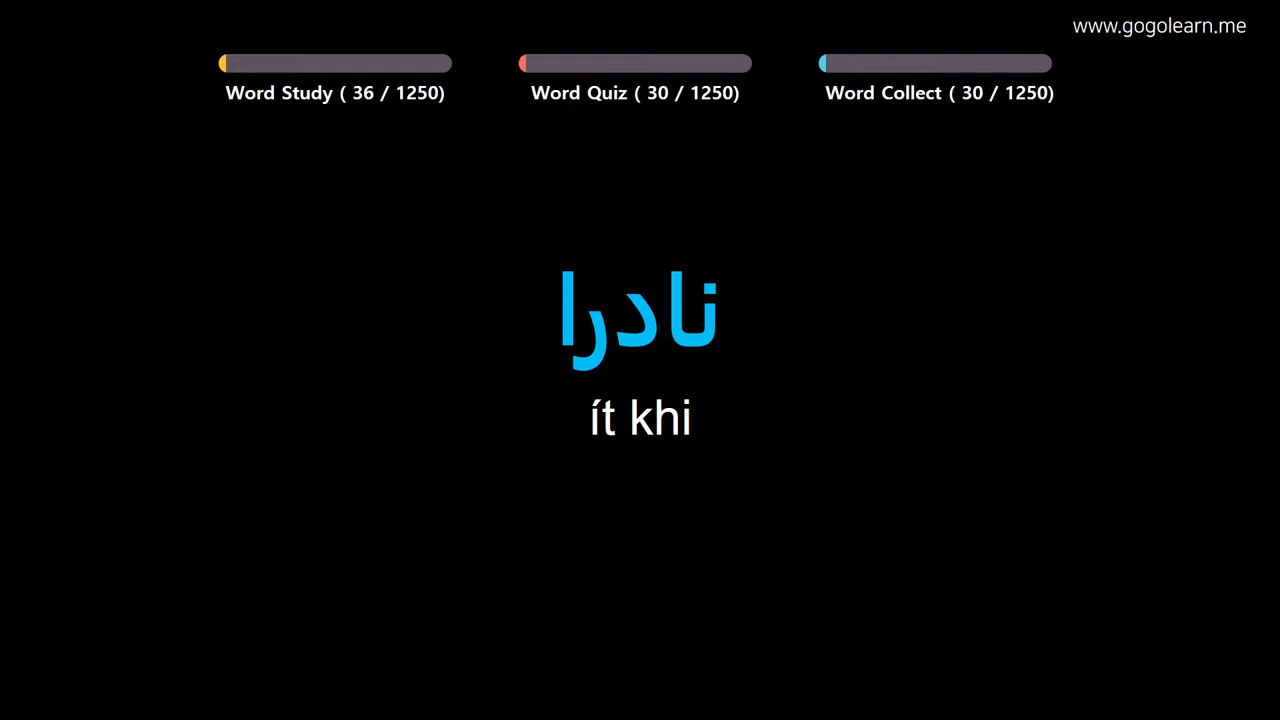 www.gogolearn.me
Word Study ( 36 / 1250)
Word Quiz ( 30 / 1250)
Word Collect ( 30 / 1250)
نادرا
ít khi